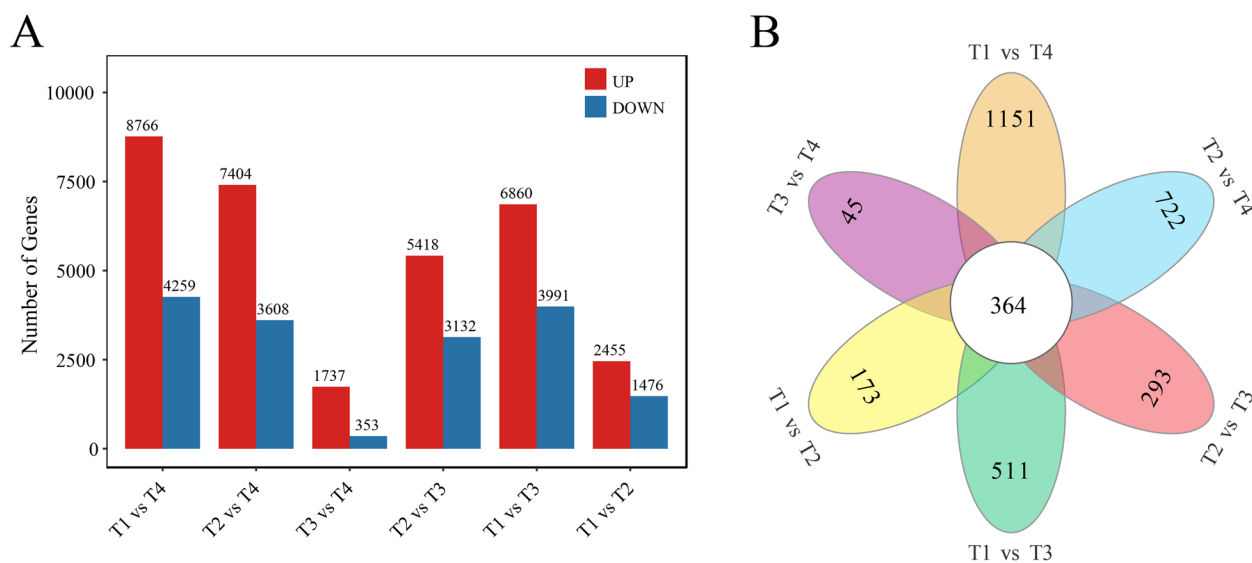 A
Number of Genes
10000
7500
5000
2500
0
UP
DOWN
8766
4259
7404
3608
1737
353
5418
3132
6860
3991
2455
1476
T1 vs T4
T2 vs T4
T3 vs T4
T2 vs T3
T1 vs T3
T1 vs T2
B
T1 vs T4
1151
T2 vs T4
722
T2 vs T3
293
T1 vs T3
511
T1 vs T2
173
T3 vs T4
45
364